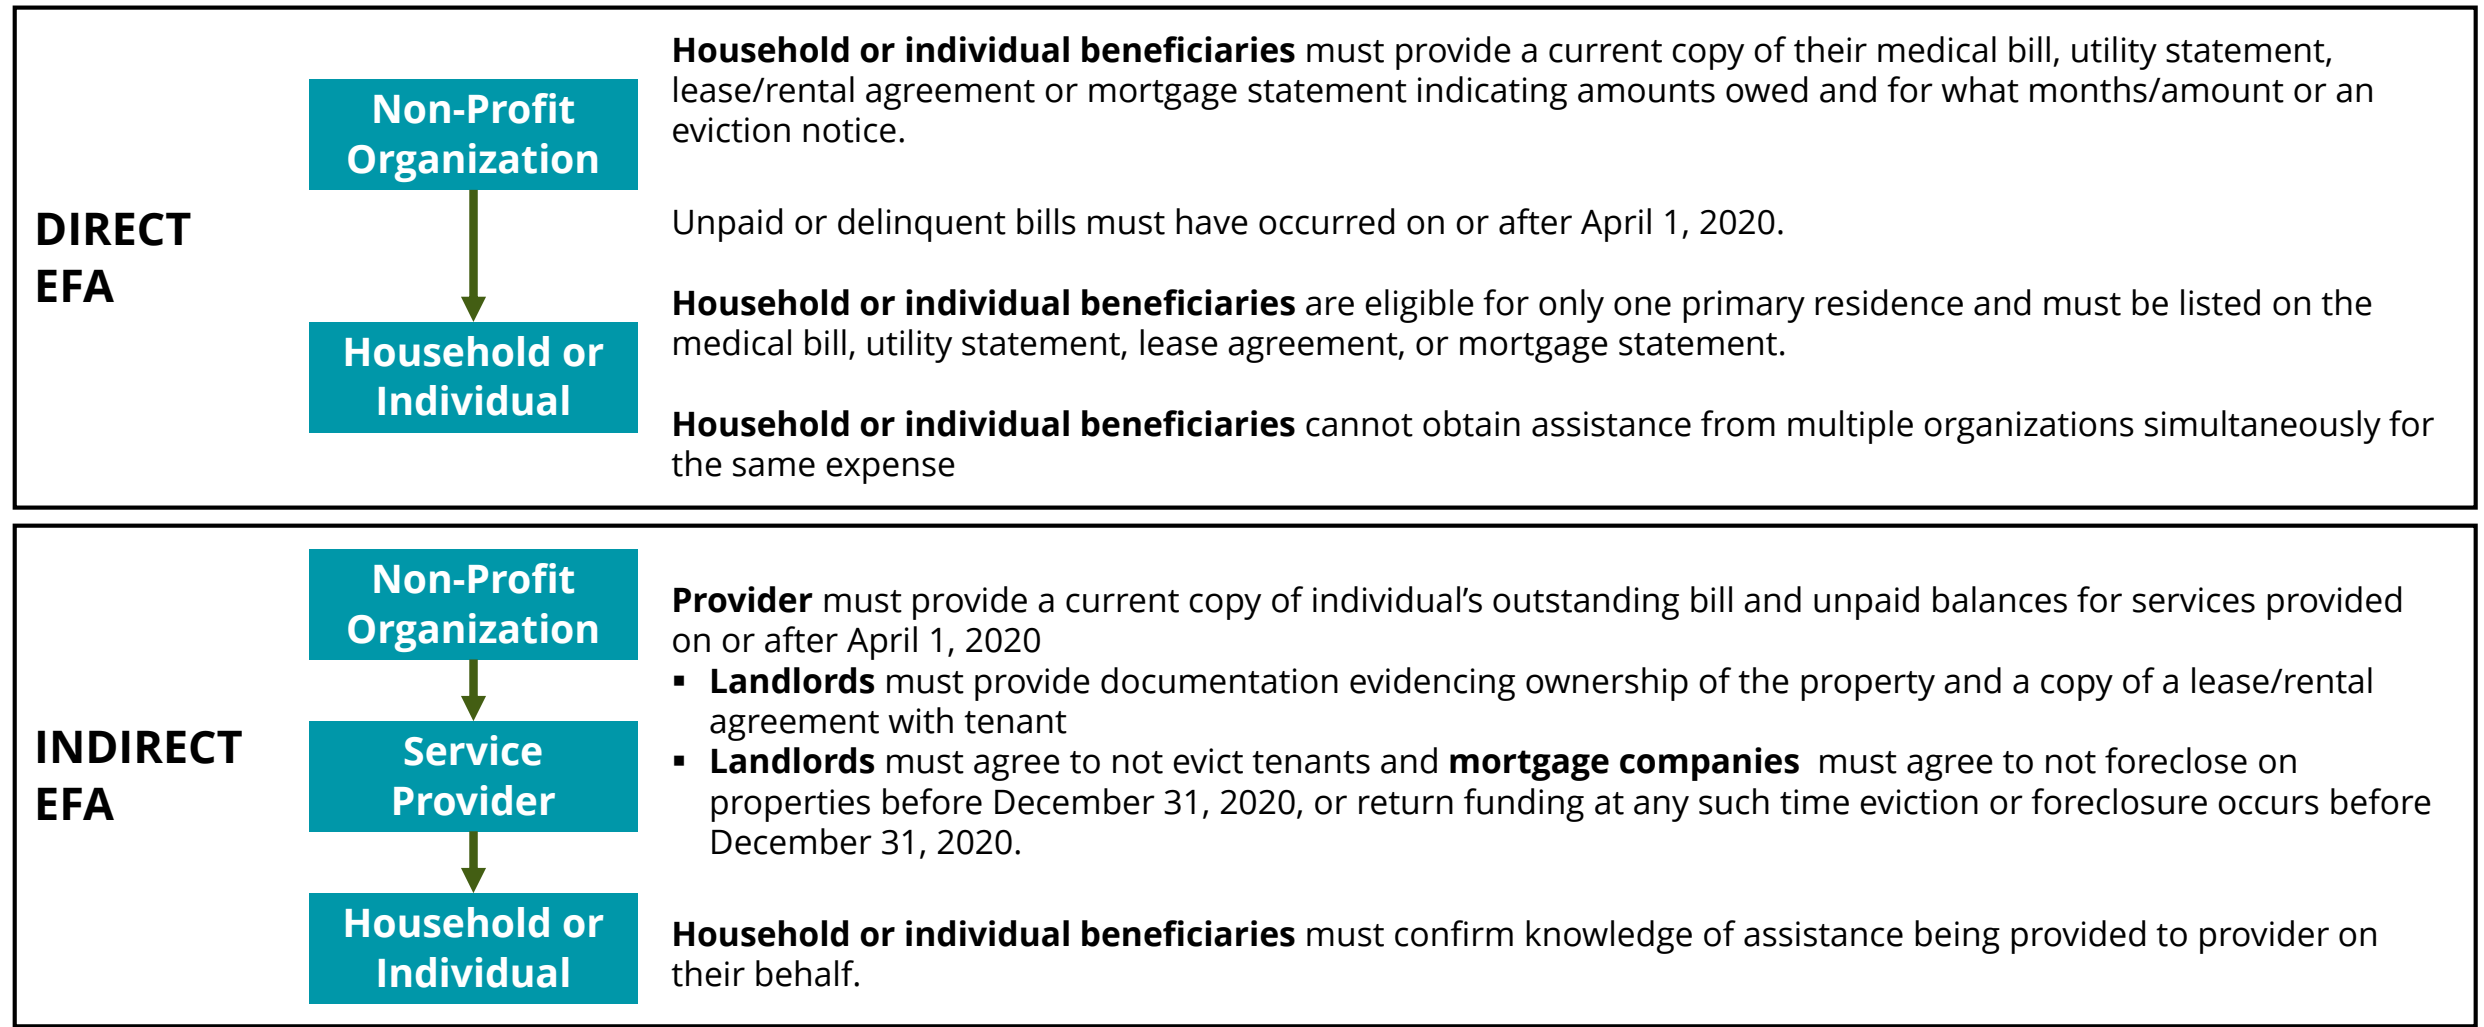 DIRECT
EFA
Non-Profit
Organization
Household or
Individual
Household or individual beneficiaries must provide a current copy of their medical bill, utility statement,
lease/rental agreement or mortgage statement indicating amounts owed and for what months/amount or an
eviction notice.
Unpaid or delinquent bills must have occurred on or after April 1, 2020.
Household or individual beneficiaries are eligible for only one primary residence and must be listed on the
medical bill, utility statement, lease agreement, or mortgage statement.
Household or individual beneficiaries cannot obtain assistance from multiple organizations simultaneously for
the same expense
INDIRECT
EFA
Non-Profit
Organization
Service
Provider
Household or
Individual
Provider must provide a current copy of individual’s outstanding bill and unpaid balances for services provided
on or after April 1, 2020
▪ Landlords must provide documentation evidencing ownership of the property and a copy of a lease/rental
agreement with tenant
▪ Landlords must agree to not evict tenants and mortgage companies  must agree to not foreclose on
properties before December 31, 2020, or return funding at any such time eviction or foreclosure occurs before
December 31, 2020.
Household or individual beneficiaries must confirm knowledge of assistance being provided to provider on
their behalf.